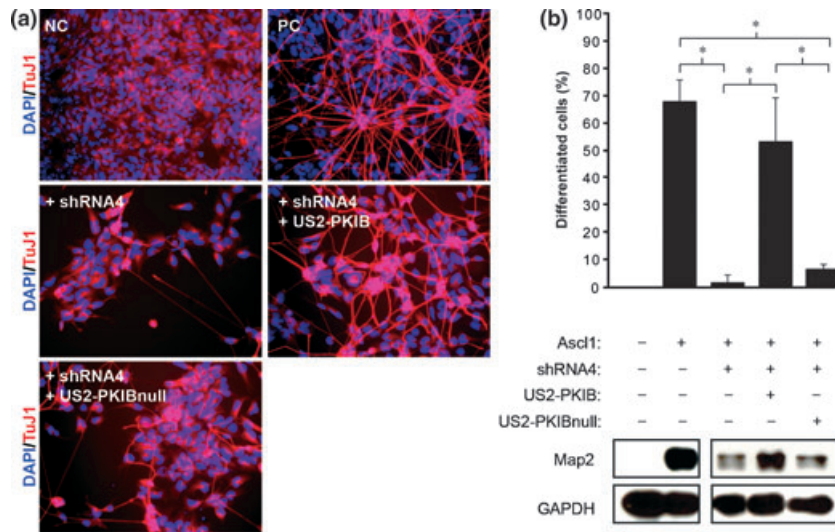 (a)
NC
DAPI/TuJ1
PC
+ shRNA4
DAPI/TuJ1
+ shRNA4
+ US2-PKIB
+ shRNA4
+ US2-PKIBnull
DAPI/TuJ1
(b)
Differentiated cells (%)
90
80
70
60
50
40
30
20
10
0
* * * *
Ascl1: – + + + +
shRNA4: – – + + +
US2-PKIB: – – – + –
US2-PKIBnull: – – – – +
Map2
GAPDH